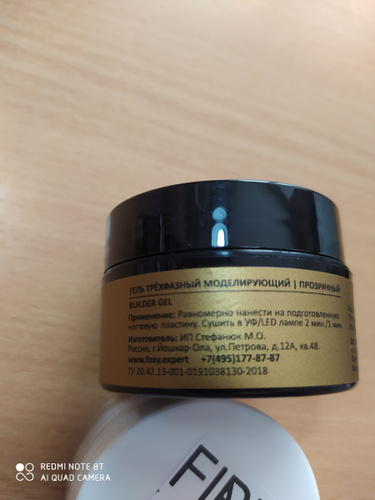 ГЕЛЬ ТРЁХФАЗНЫЙ МОДЕЛИРУЮЩИЙ | ПРОЗРАЧНЫЙ
BUILDER GEL
Применение: Равномерно нанести на подготовленную
ногтевую пластину. Сушить в УФ/LED лампе 2 мин./1 мин.
Изготовитель: ИП Стефанюк М.О.
Россия, г.Йошкар-Ола, ул.Петрова, д.12А, кв.48.
www.foxy.expert +7(495)177-87-87
ТУ 20.42.13-001-0191038130-2018
REDMI NOTE 8T
AI QUAD CAMERA